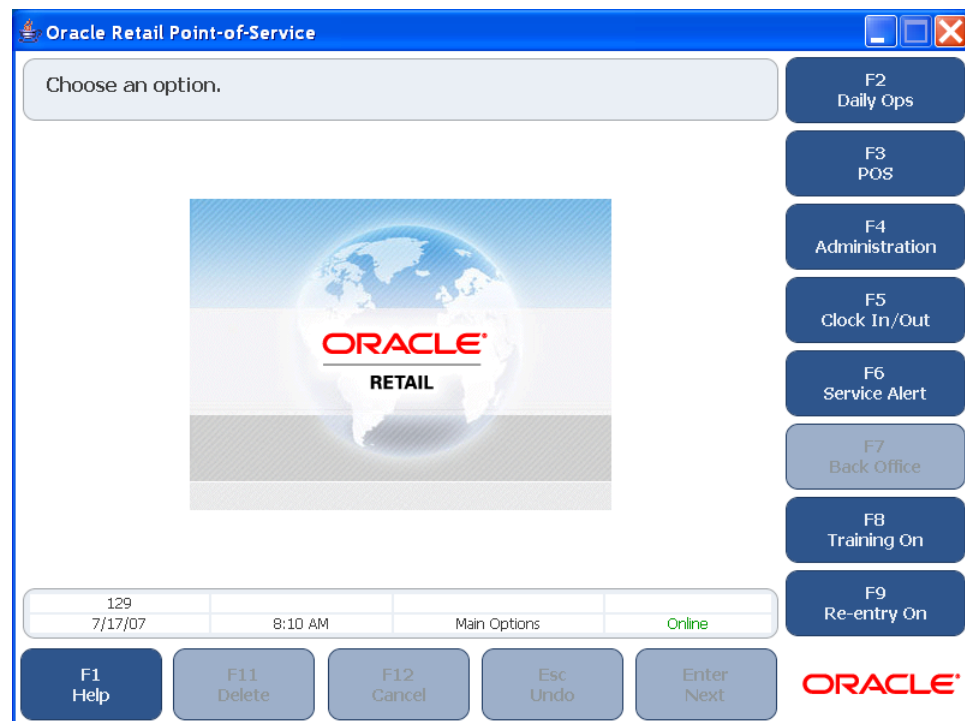 Oracle Retail Point-of-Service
Choose an option.
F2
Daily Ops
F3
POS
F4
Administration
F5
Clock In/Out
F6
Service Alert
F7
Back Office
F8
Training On
F9
Re-entry On
ORACLE®
RETAIL
129
7/17/07 8:10 AM Main Options Online
F1
Help
F11
Delete
F12
Cancel
Esc
Undo
Enter
Next
ORACLE®